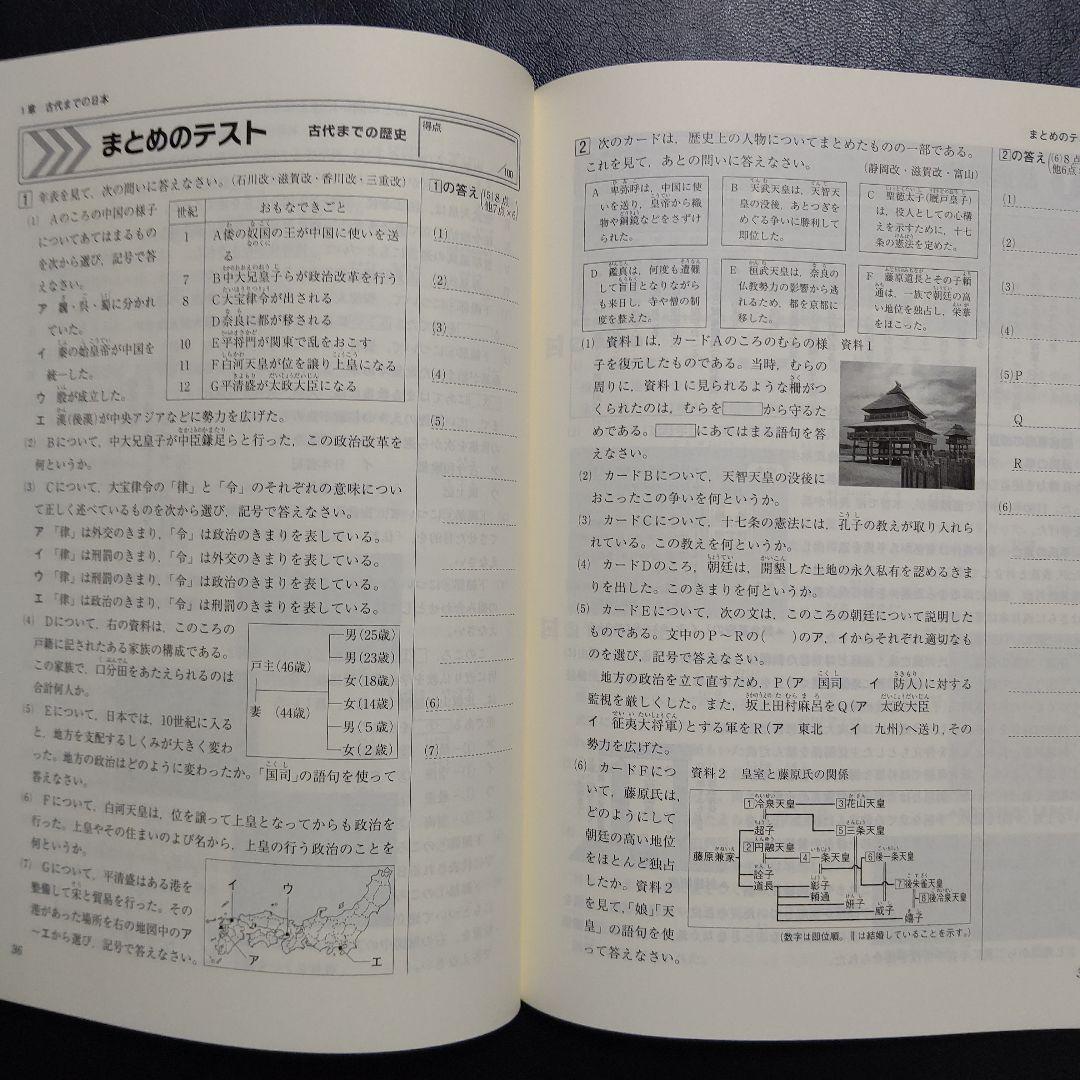 1章 古代までの日本
まとめのテスト 古代までの歴史
得点
/100
1 年表を見て，次の問いに答えなさい。（石川改・滋賀改・香川改・三重改）
(1) Aのころの中国の様子
についてあてはまるもの
を次から選び，記号で答
えなさい。
ア 魏・呉・蜀に分かれ
ていた。
イ 秦の始皇帝が中国を
統一した。
ウ 殷が成立した。
エ 漢(後漢)が中央アジアなどに勢力を広げた。
世紀 おもなできごと
1 A倭の奴国の王が中国に使いを送
る
7 B中大兄皇子らが政治改革を行う
8 C大宝律令が出される
D奈良に都が移される
10 E平将門が関東で乱をおこす
11 F白河天皇が位を譲り上皇になる
12 G平清盛が太政大臣になる
(2) Bについて，中大兄皇子が中臣鎌足らと行った，この政治改革を
何というか。
(3) Cについて，大宝律令の「律」と「令」のそれぞれの意味につい
て正しく述べているものを次から選び，記号で答えなさい。
ア 「律」は外交のきまり，「令」は政治のきまりを表している。
イ 「律」は刑罰のきまり，「令」は外交のきまりを表している。
ウ 「律」は刑罰のきまり，「令」は政治のきまりを表している。
エ 「律」は政治のきまり，「令」は刑罰のきまりを表している。
(4) Dについて，右の資料は，このころの
戸籍に記されたある家族の構成である。
この家族で，口分田をあたえられるのは
合計何人か。
戸主(46歳)
妻 (44歳)
男(25歳)
男(23歳)
女(18歳)
女(14歳)
男(5歳)
女(2歳)
(5) Eについて，日本では，10世紀に入る
と，地方を支配するしくみが大きく変わ
った。地方の政治はどのように変わったか。「国司」の語句を使って
答えなさい。
(6) Fについて，白河天皇は，位を譲って上皇となってからも政治を
行った。上皇やその住まいのよび名から，上皇の行う政治のことを
何というか。
(7) Gについて，平清盛はある港を
整備して宋と貿易を行った。その
港があった場所を右の地図中のア
～エから選び，記号で答えなさい。
イ
ウ
ア
エ
36
1の答え
(1)
(2)
(3)
(4)
(5)
(6)
(7)
まとめのテ
2 次のカードは，歴史上の人物についてまとめたものの一部である。
これを見て，あとの問いに答えなさい。 （静岡改・滋賀改・富山）
A 卑弥呼は，中国に使
いを送り，皇帝から織
物や銅鏡などをさずけ
られた。
B 天武天皇は，天智天
皇の没後，あとつぎを
めぐる争いに勝利して
即位した。
C 聖徳太子(厩戸皇子)
は，役人としての心構
えを示すために，十七
条の憲法を定めた。
D 鑑真は，何度も遭難
して盲目となりながら
も来日し，寺や僧の制
度を整えた。
E 桓武天皇は，奈良の
仏教勢力の影響から逃
れるため，都を京都に
移した。
F 藤原道長とその子頼
通は，一族で朝廷の高
い地位を独占し，栄華
をほこった。
(1) 資料1は，カードAのころのむらの様
子を復元したものである。当時，むらの
周りに，資料1に見られるような柵がつ
くられたのは，むらを□から守るた
めである。□にあてはまる語句を答
えなさい。
資料1
(2) カードBについて，天智天皇の没後に
おこったこの争いを何というか。
(3) カードCについて，十七条の憲法には，孔子の教えが取り入れら
れている。この教えを何というか。
(4) カードDのころ，朝廷は，開墾した土地の永久私有を認めるきま
りを出した。このきまりを何というか。
(5) カードEについて，次の文は，このころの朝廷について説明した
ものである。文中のP～Rの( )のア，イからそれぞれ適切なも
のを選び，記号で答えなさい。
地方の政治を立て直すため，P(ア 国司 イ 防人)に対する
監視を厳しくした。また，坂上田村麻呂をQ(ア 太政大臣
イ 征夷大将軍)とする軍をR(ア 東北 イ 九州)へ送り，その
勢力を広げた。
(6) カードFにつ
いて，藤原氏は，
どのようにして
朝廷の高い地位
をほとんど独占
したか。資料2
を見て，「娘」「天
皇」の語句を使
って答えなさい。
資料2 皇室と藤原氏の関係
1冷泉天皇
3花山天皇
超子
5三条天皇
藤原兼家
2円融天皇
4一条天皇
6後一条天皇
詮子
道長
彰子
7後朱雀天皇
頼通
妍子
8後冷泉天皇
威子
嬉子
(数字は即位順。‖は結婚していることを示す。)
2の答え
(1)
(2)
(3)
(4)
(5)P
Q
R
(6)